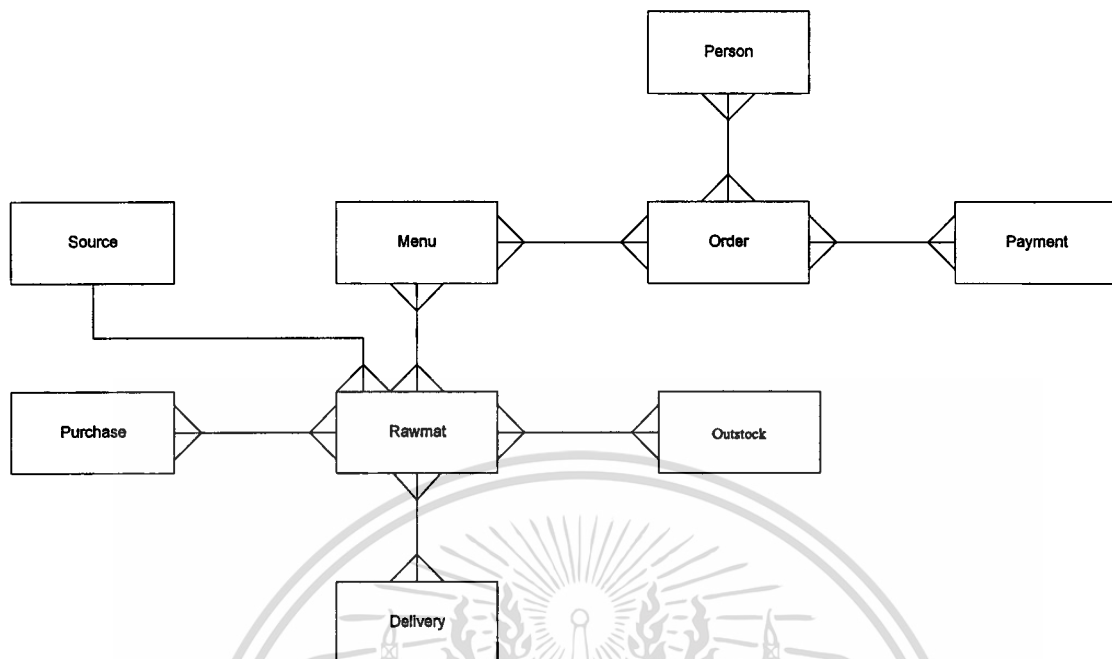 Person
Source
Menu
Order
Payment
Purchase
Rawmat
Outstock
Delivery